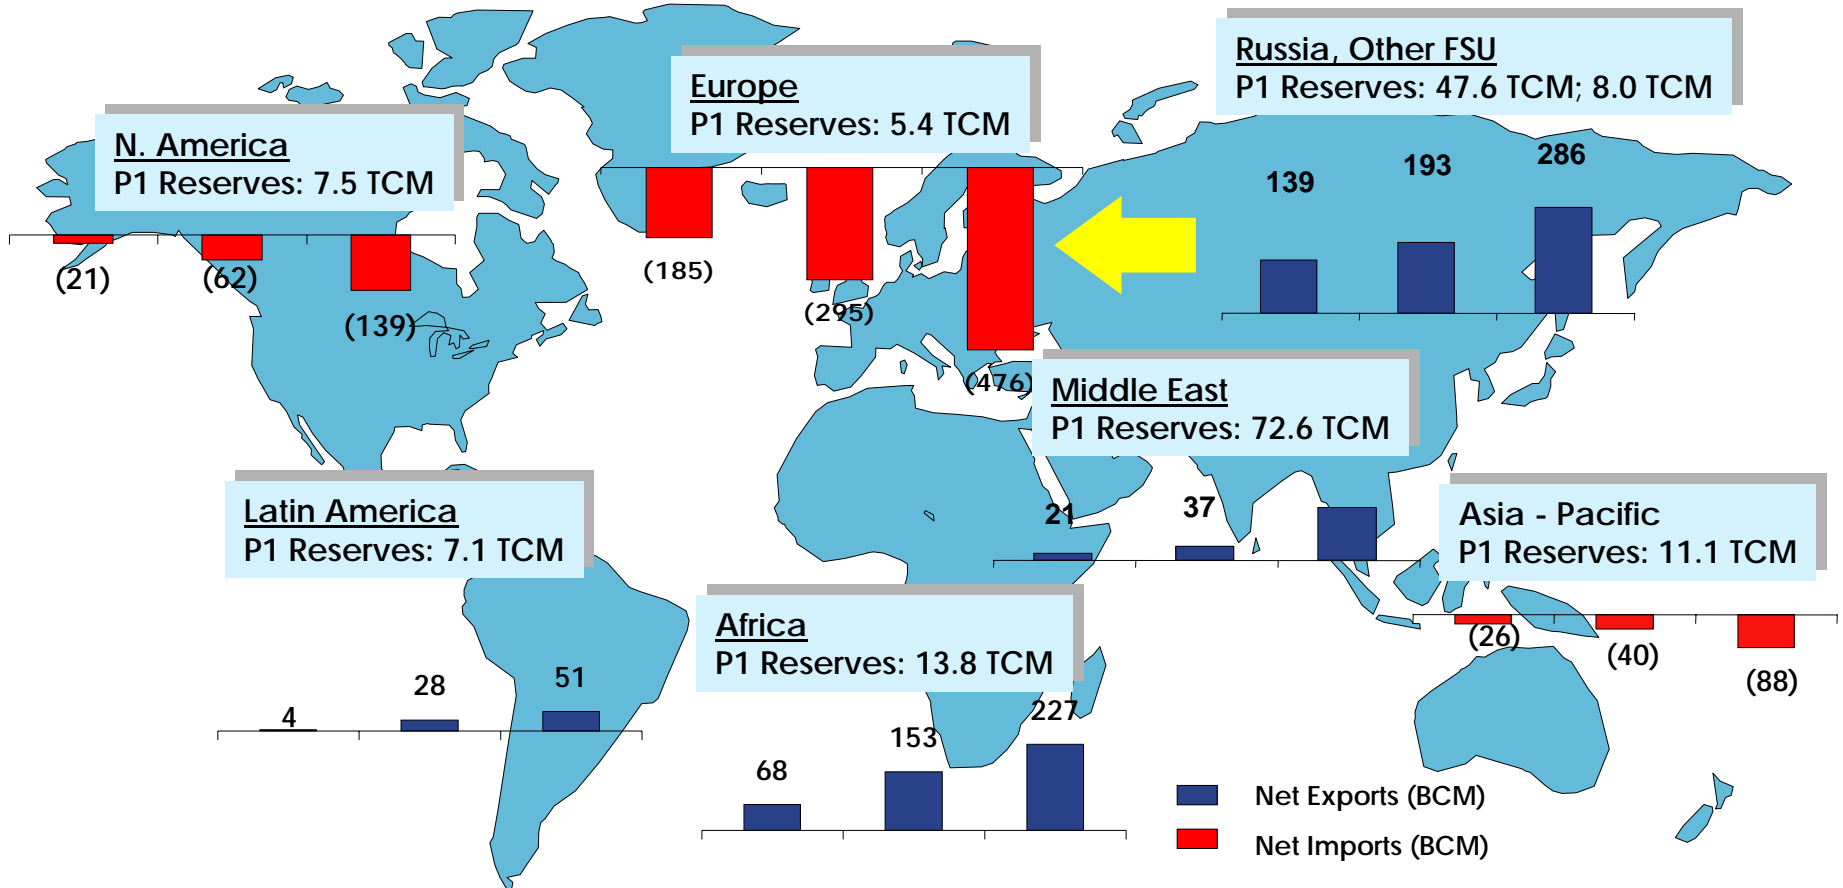 Russia, Other FSU
P1 Reserves: 47.6 TCM; 8.0 TCM
Europe
P1 Reserves: 5.4 TCM
N. America
P1 Reserves: 7.5 TCM
139
193
286
(21)
(62)
(139)
(185)
(295)
(476)
Middle East
P1 Reserves: 72.6 TCM
Latin America
P1 Reserves: 7.1 TCM
21
37
Asia - Pacific
P1 Reserves: 11.1 TCM
Africa
P1 Reserves: 13.8 TCM
(26)
(40)
(88)
4
28
51
68
153
227
Net Exports (BCM)
Net Imports (BCM)